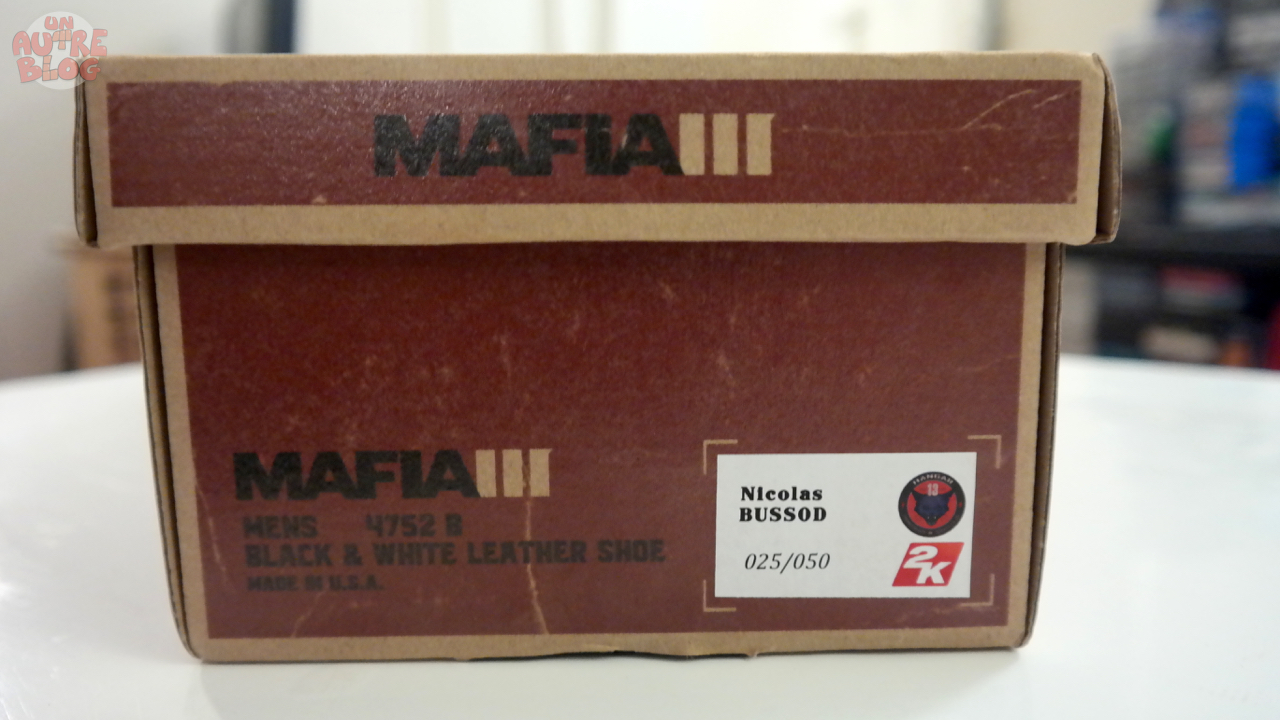 UN
AUTRE
BLOG
MAFIA III
MAFIA III
MENS 4752 B
BLACK & WHITE LEATHER SHOE
MADE IN U.S.A.
Nicolas
BUSSOD
025/050
HANGAR
13
2K